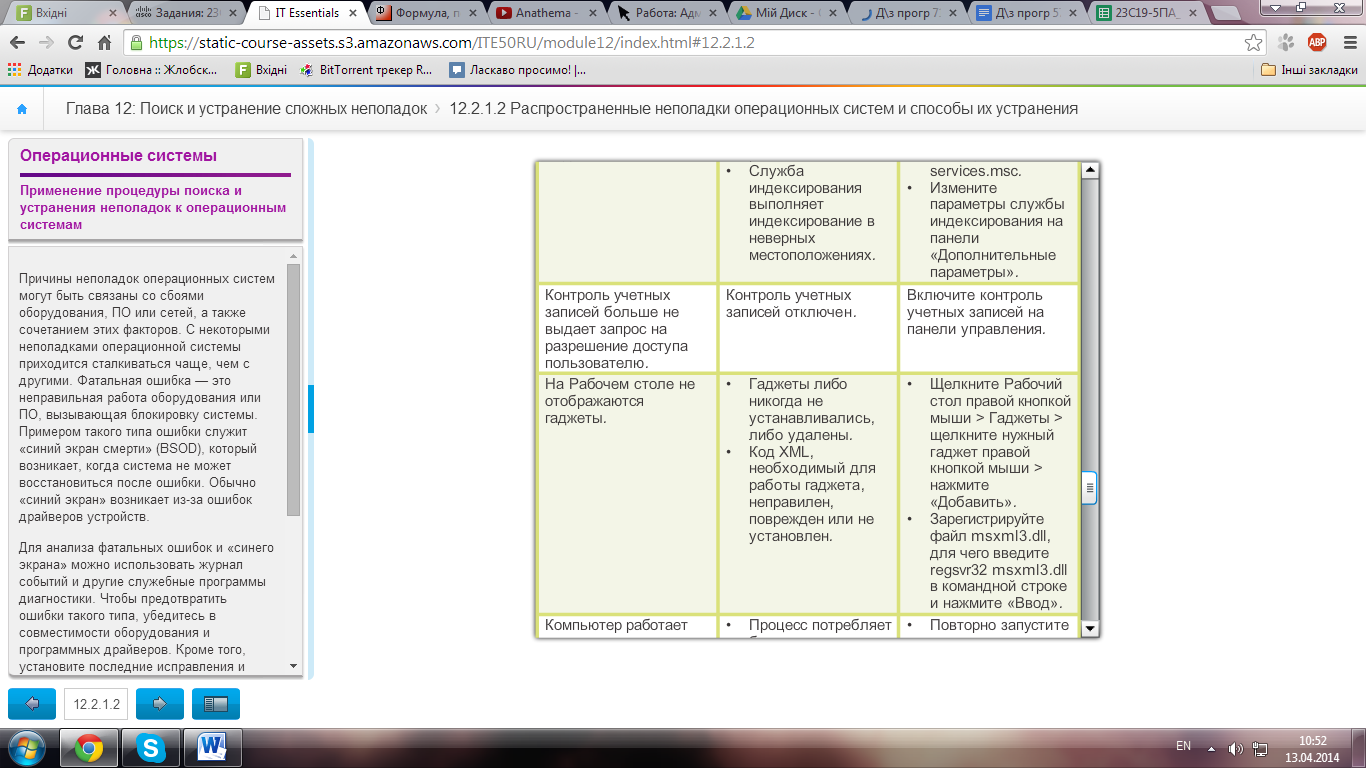 Вхідні
Задания: 23С
IT Essentials
Формула, п
Anathema -
Работа: Адм
Мій Диск - 
Д\з прогр 7
Д\з прогр 5
23С19-5ПА_
https://static-course-assets.s3.amazonaws.com/ITE50RU/module12/index.html#12.2.1.2
ABP
Додатки
Головна :: Жлобск...
Вхідні
BitTorrent трекер R...
Ласкаво просимо! |...
Інші закладки
Глава 12: Поиск и устранение сложных неполадок
12.2.1.2 Распространенные неполадки операционных систем и способы их устранения
Операционные системы
Применение процедуры поиска и
устранения неполадок к операционным
системам
Причины неполадок операционных систем
могут быть связаны со сбоями
оборудования, ПО или сетей, а также
сочетанием этих факторов. С некоторыми
неполадками операционной системы
приходится сталкиваться чаще, чем с
другими. Фатальная ошибка — это
неправильная работа оборудования или
ПО, вызывающая блокировку системы.
Примером такого типа ошибки служит
«синий экран смерти» (BSOD), который
возникает, когда система не может
восстановиться после ошибки. Обычно
«синий экран» возникает из-за ошибок
драйверов устройств.
Для анализа фатальных ошибок и «синего
экрана» можно использовать журнал
событий и другие служебные программы
диагностики. Чтобы предотвратить
ошибки такого типа, убедитесь в
совместимости оборудования и
программных драйверов. Кроме того,
установите последние исправления и
• Служба
индексирования
выполняет
индексирование в
неверных
местоположениях.
services.msc.
• Измените
параметры службы
индексирования на
панели
«Дополнительные
параметры».
Контроль учетных
записей больше не
выдает запрос на
разрешение доступа
пользователю.
Контроль учетных
записей отключен.
Включите контроль
учетных записей на
панели управления.
На Рабочем столе не
отображаются
гаджеты.
• Гаджеты либо
никогда не
устанавливались,
либо удалены.
• Код XML,
необходимый для
работы гаджета,
неправилен,
поврежден или не
установлен.
• Щелкните Рабочий
стол правой кнопкой
мыши > Гаджеты >
щелкните нужный
гаджет правой
кнопкой мыши >
нажмите
«Добавить».
• Зарегистрируйте
файл msxml3.dll,
для чего введите
regsvr32 msxml3.dll
в командной строке
и нажмите «Ввод».
Компьютер работает
• Процесс потребляет
• Повторно запустите
12.2.1.2
EN
10:52
13.04.2014